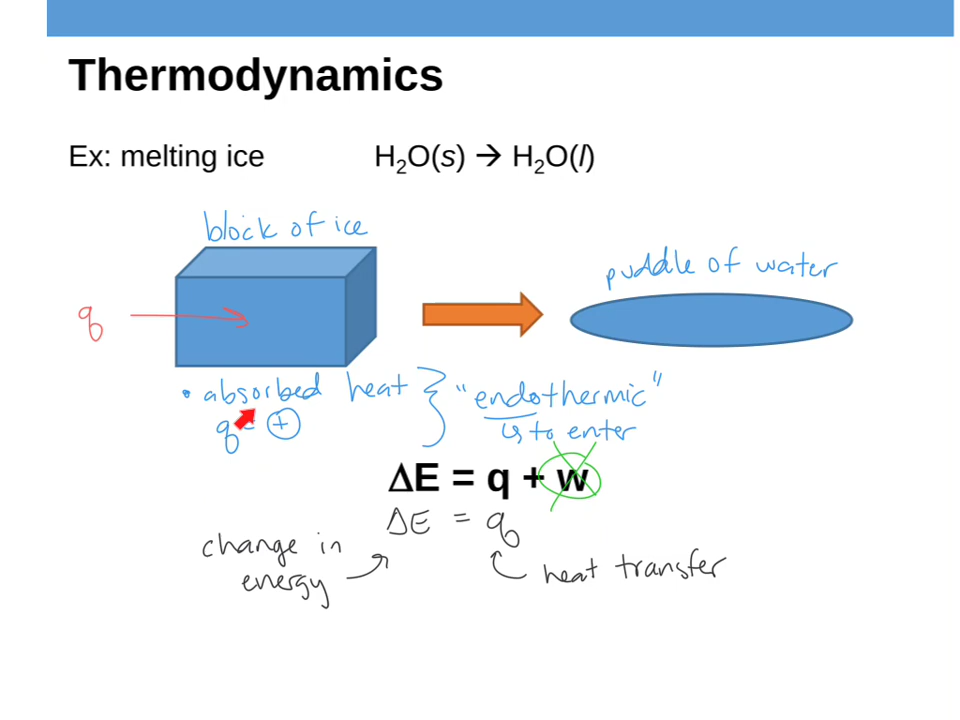 Thermodynamics
Ex: melting ice H₂O(s) → H₂O(l)
block of ice
puddle of water
q
• absorbed heat } "endothermic"
q = + ↳ to enter
ΔE = q + w
ΔE = q
change in energy
heat transfer